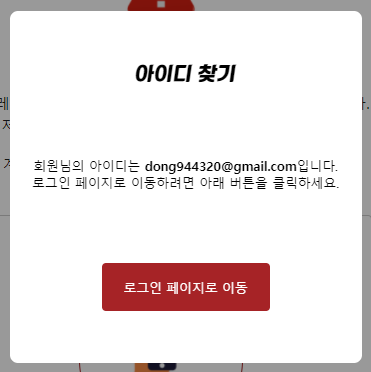 아이디 찾기
회원님의 아이디는 dong944320@gmail.com입니다.
로그인 페이지로 이동하려면 아래 버튼을 클릭하세요.
로그인 페이지로 이동